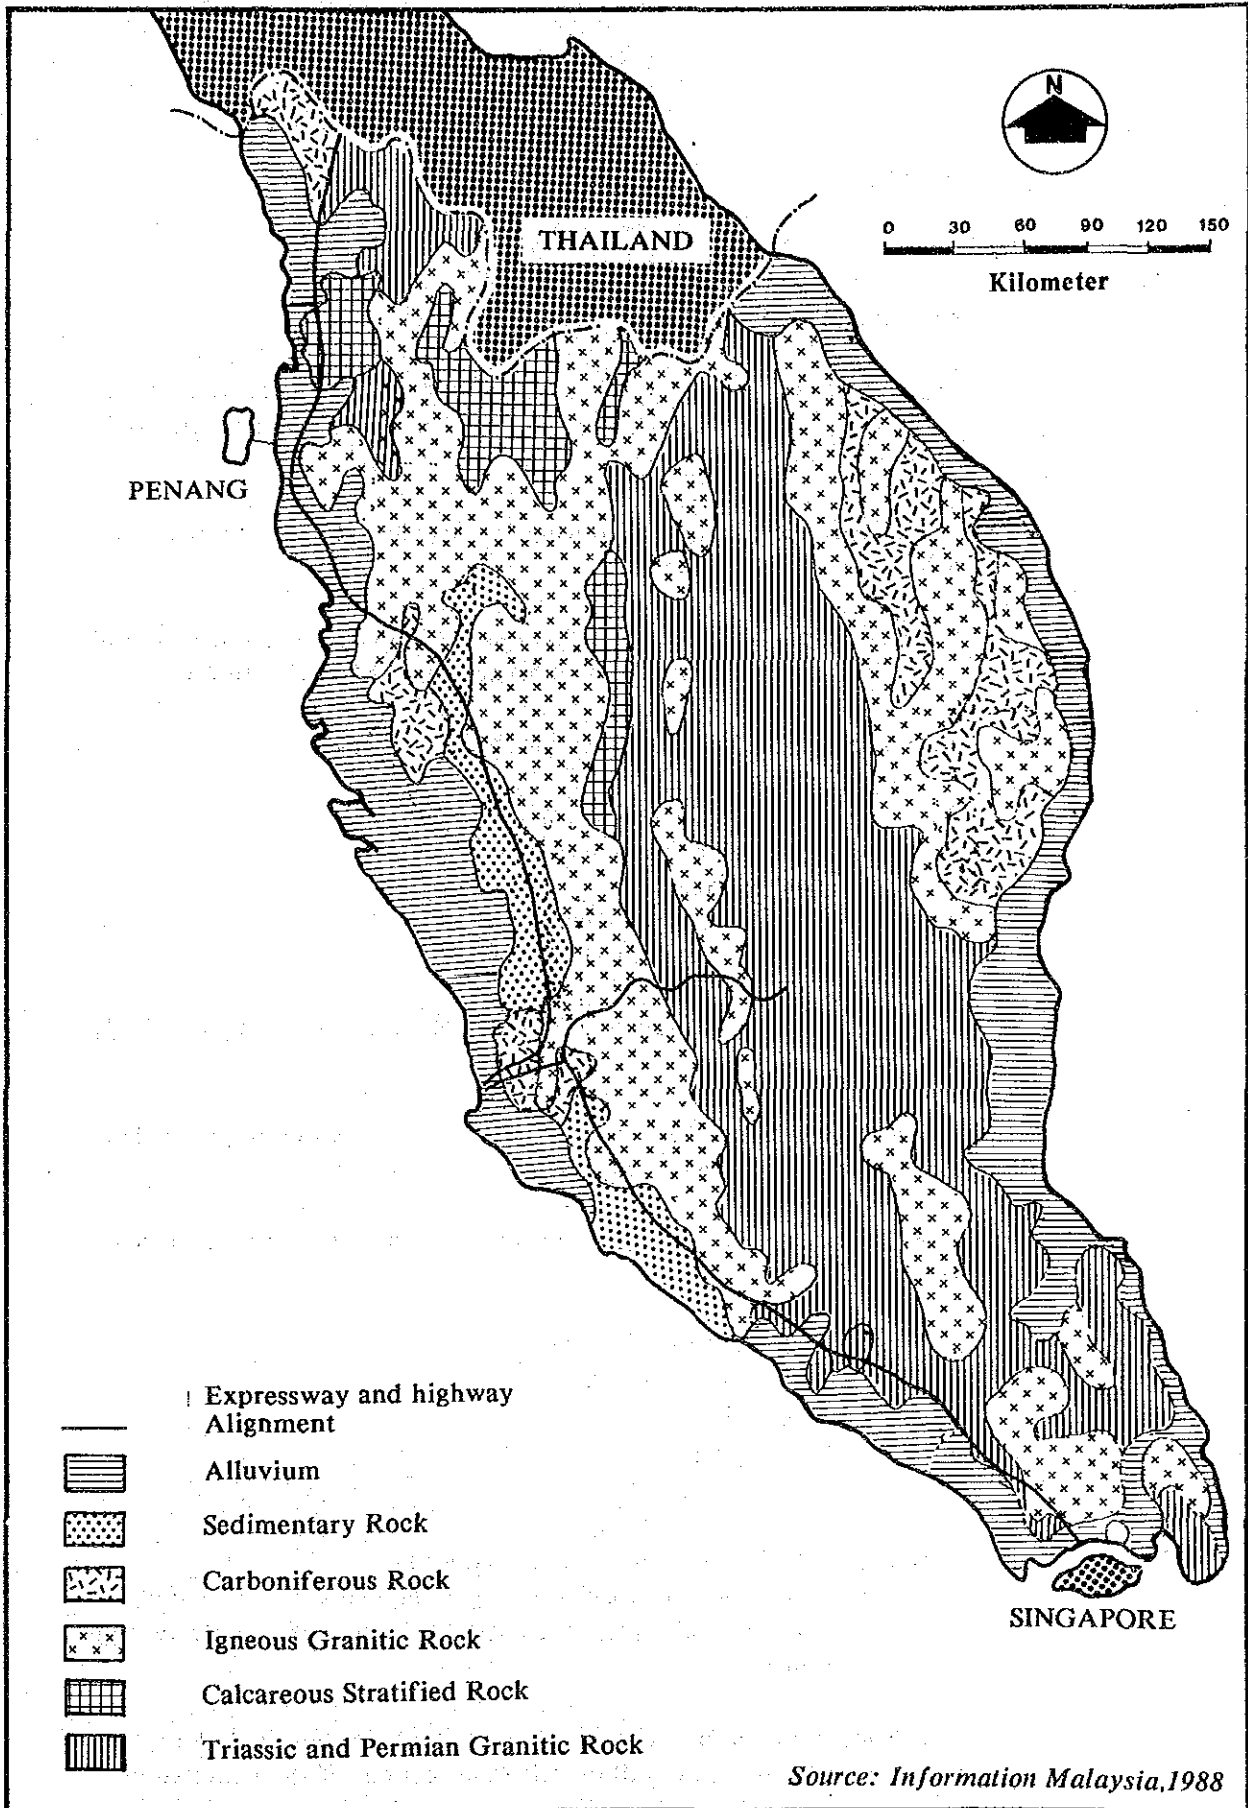 N
0 30 60 90 120 150
Kilometer
THAILAND
PENANG
Expressway and highway
Alignment
Alluvium
Sedimentary Rock
Carboniferous Rock
Igneous Granitic Rock
Calcareous Stratified Rock
Triassic and Permian Granitic Rock
SINGAPORE
Source: Information Malaysia,1988